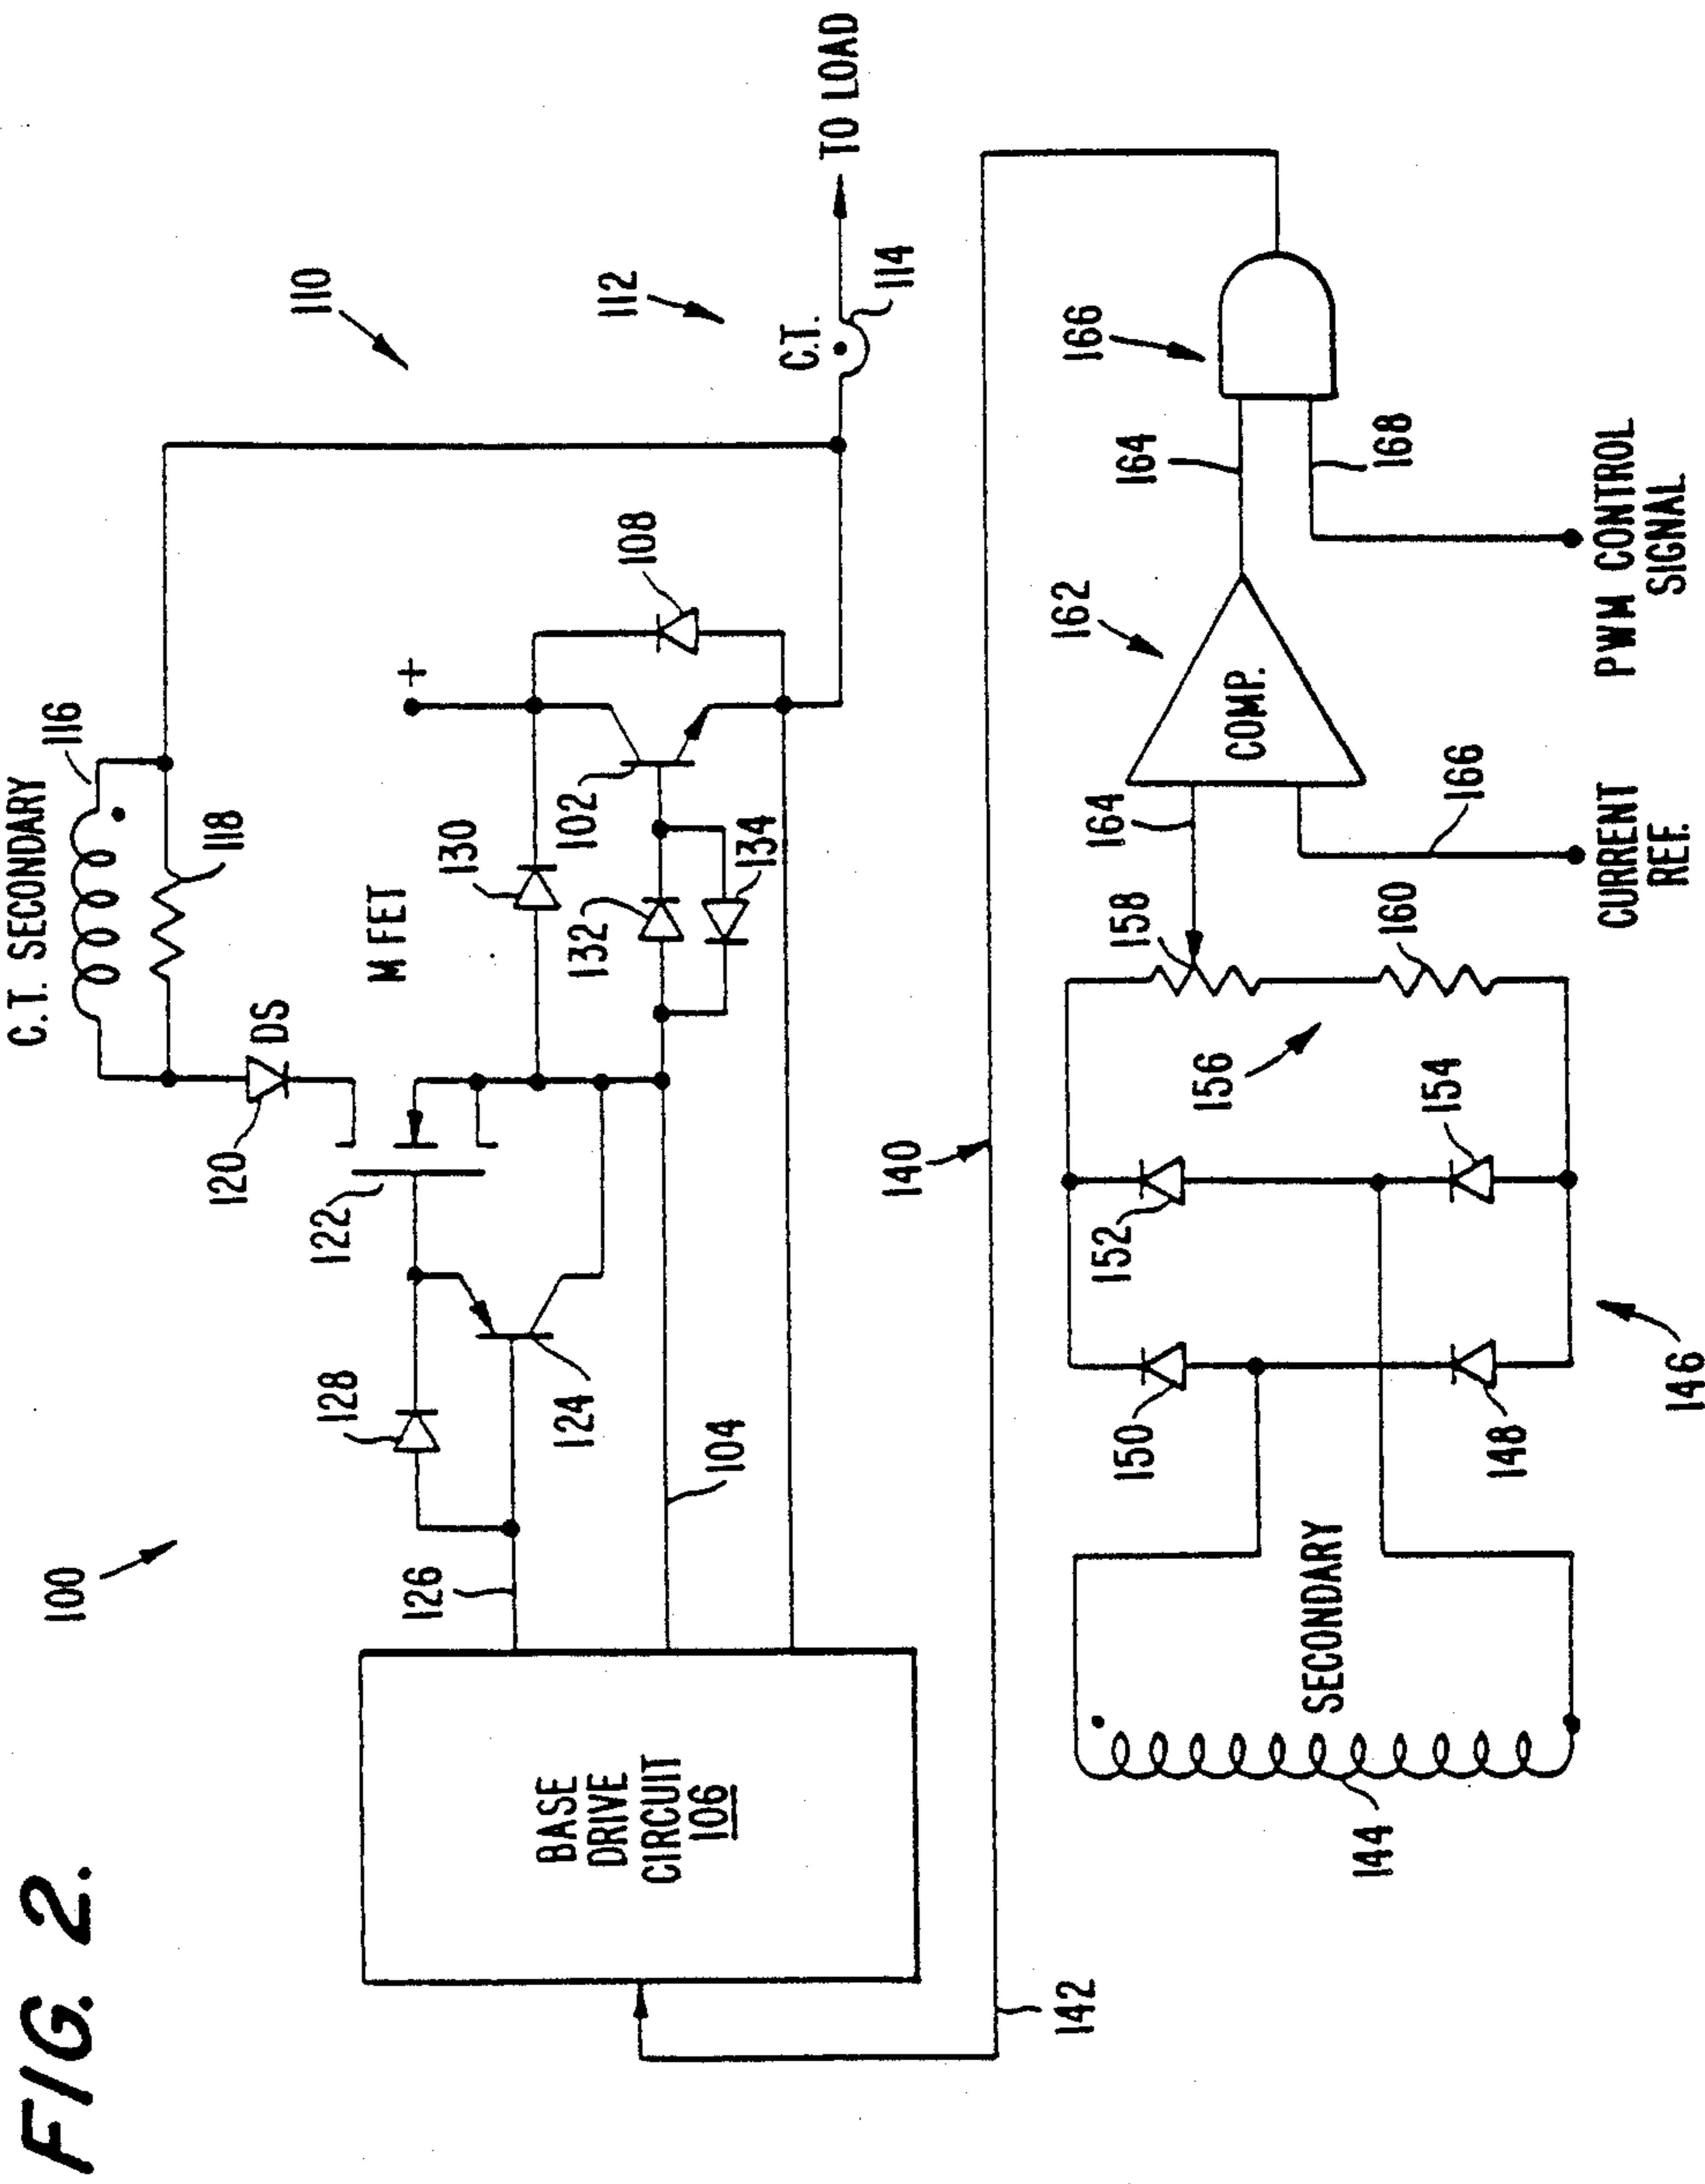 FIG. 2.
100
C.T. SECONDARY
116
118
110
120
DS
M FET
+
112
122
130
108
C.T.
TO LOAD
114
128
124
132
102
134
126
104
BASE
DRIVE
CIRCUIT
106
142
140
144
SECONDARY
150
152
148
154
146
156
158
160
164
162
COMP.
166
CURRENT
REF.
164
166
168
PWM CONTROL
SIGNAL